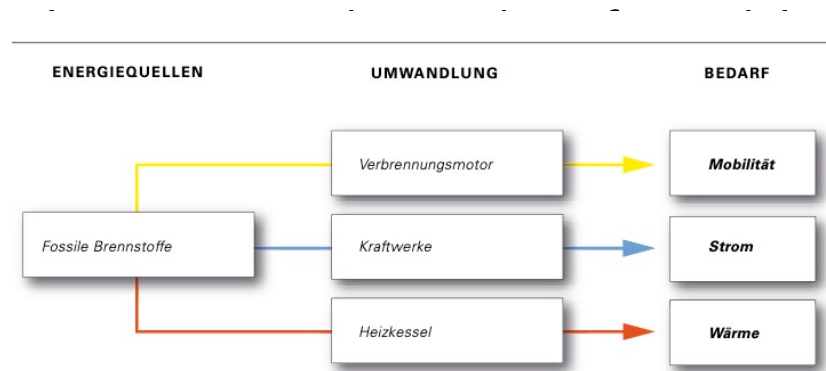 ENERGIEQUELLEN UMWANDLUNG BEDARF
Verbrennungsmotor Mobilität
Fossile Brennstoffe Kraftwerke Strom
Heizkessel Wärme